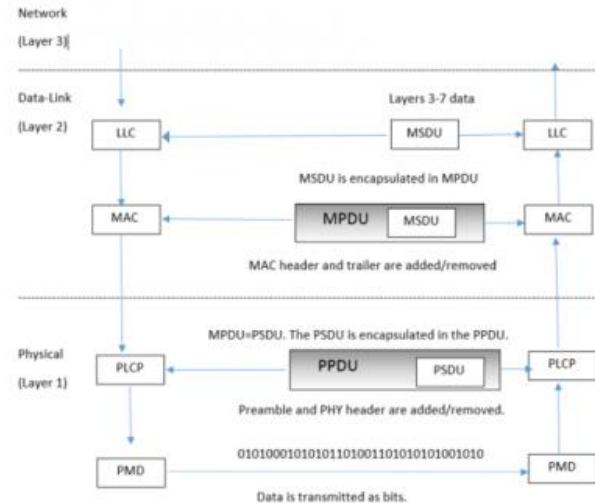 Network
(Layer 3)
Data-Link
(Layer 2)
Layers 3-7 data
LLC
MSDU
LLC
MSDU is encapsulated in MPDU
MAC
MPDU
MSDU
MAC
MAC header and trailer are added/removed
MPDU=PSDU. The PSDU is encapsulated in the PPDU.
Physical
(Layer 1)
PLCP
PPDU
PSDU
PLCP
Preamble and PHY header are added/removed.
PMD
PMD
Data is transmitted as bits.